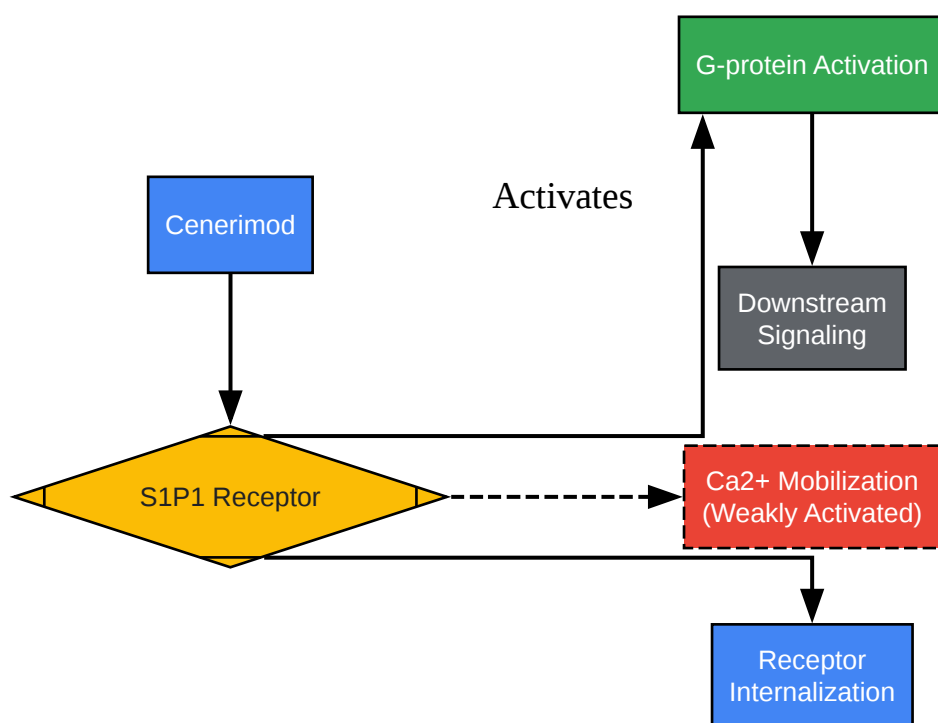 G-protein Activation
Activates
Cenerimod
Downstream
Signaling
S1P1 Receptor
Ca2+ Mobilization
(Weakly Activated)
Receptor
Internalization